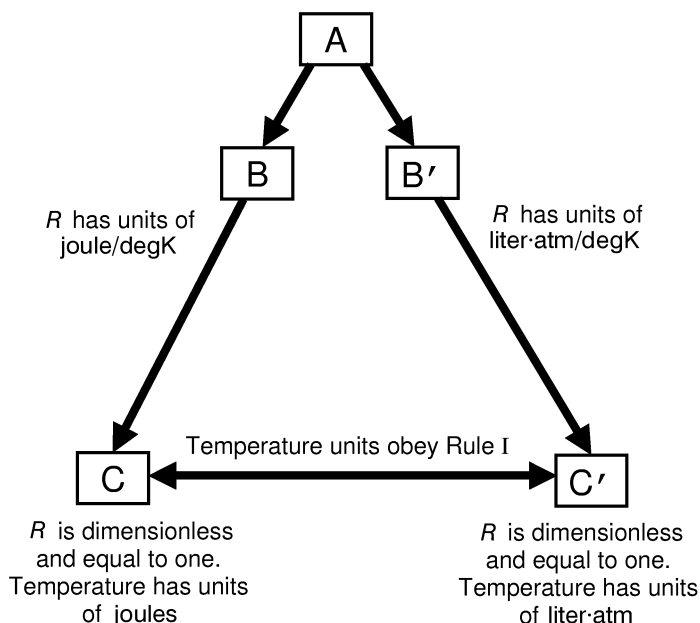 A
B
B′
R has units of
joule/degK
R has units of
liter·atm/degK
Temperature units obey Rule I
C
C′
R is dimensionless
and equal to one.
Temperature has units
of joules
R is dimensionless
and equal to one.
Temperature has units
of liter·atm